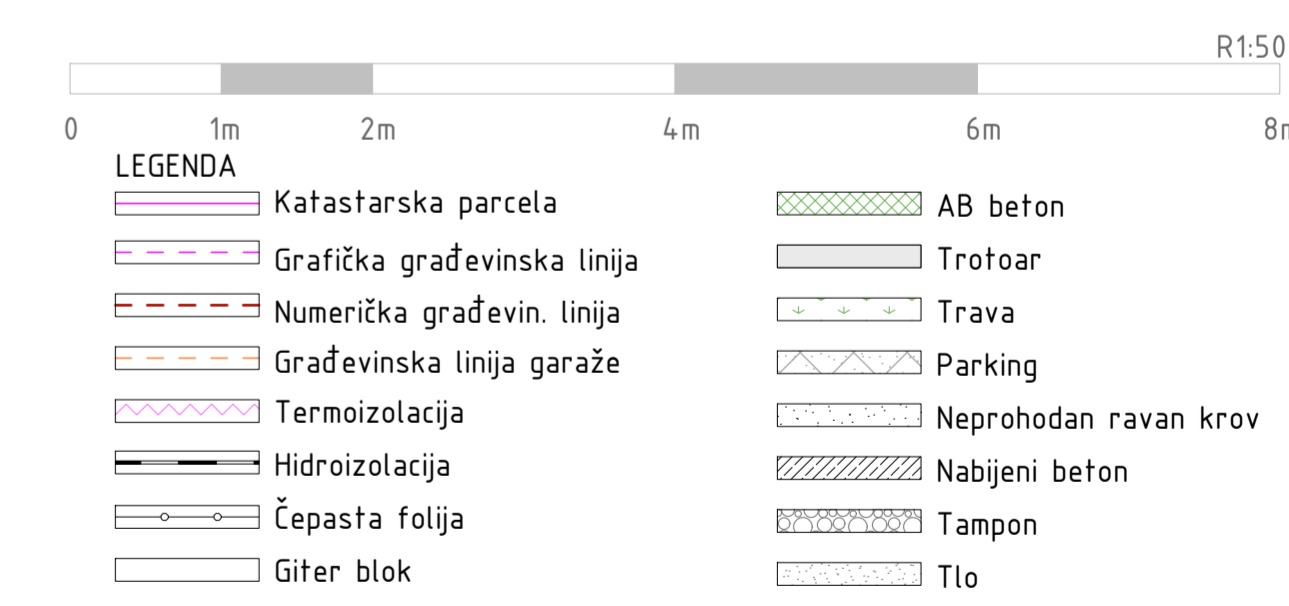 R1:50
0 1m 2m 4m 6m 8m
LEGENDA
Katastarska parcela
Grafička građevinska linija
Numerička građevin. linija
Građevinska linija garaže
Termoizolacija
Hidroizolacija
Čepasta folija
Giter blok
AB beton
Trotoar
Trava
Parking
Neprohodan ravan krov
Nabijeni beton
Tampon
Tlo